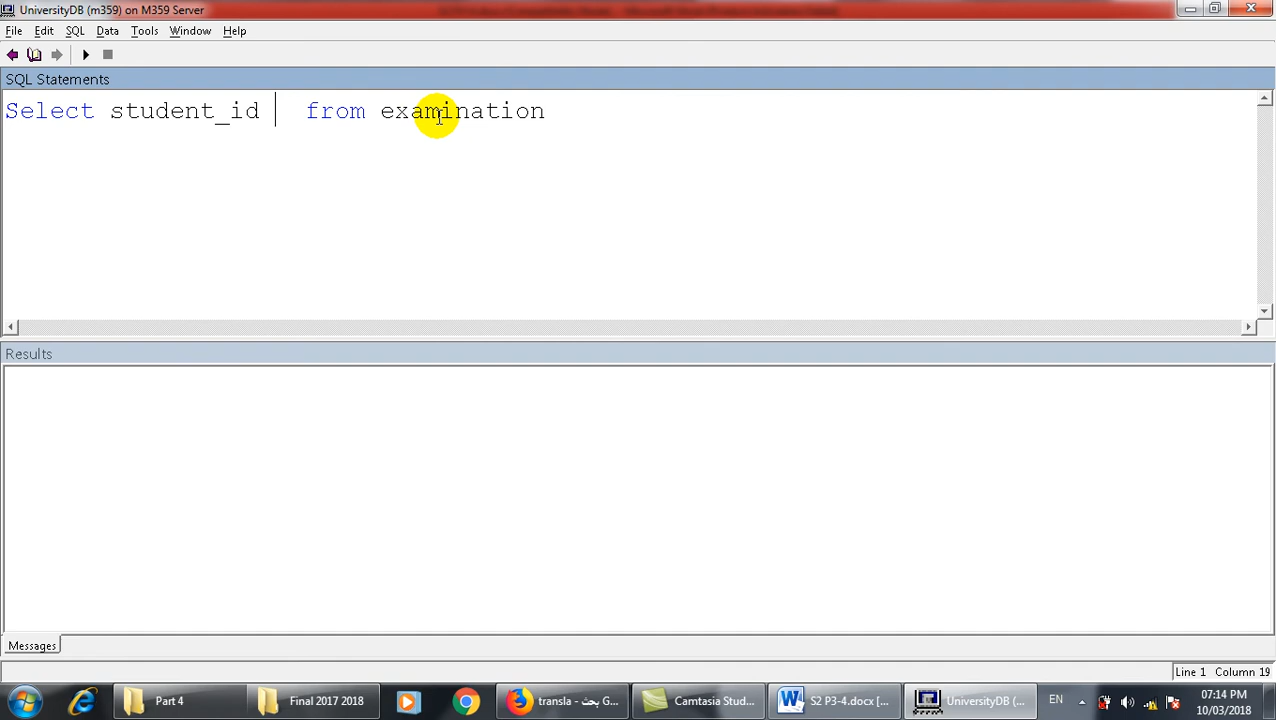 UniversityDB (m359) on M359 Server
File Edit SQL Data Tools Window Help
SQL Statements
Select student_id from examination
Results
Messages
Line 1 Column 19
Part 4
Final 2017 2018
transla - بحث G...
Camtasia Stud...
S2 P3-4.docx [...
UniversityDB (...
EN
07:14 PM
10/03/2018